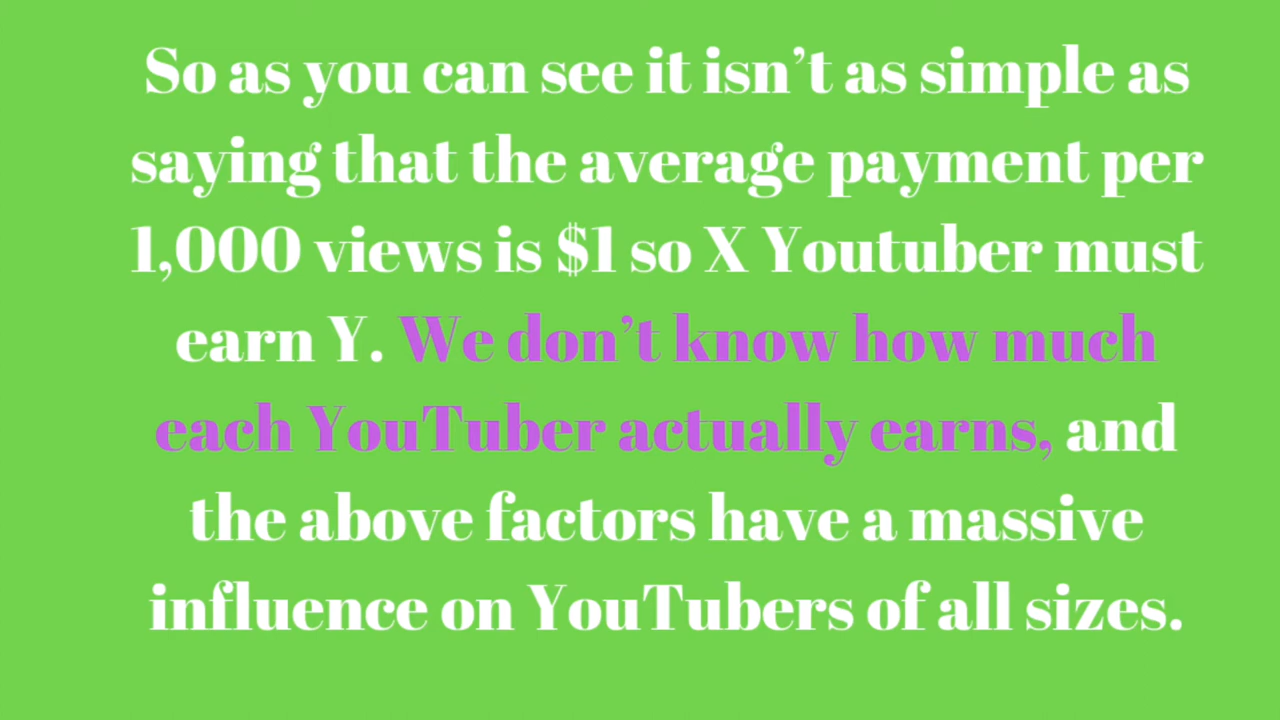 So as you can see it isn’t as simple as
saying that the average payment per
1,000 views is $1 so X Youtuber must
earn Y. We don’t know how much
each YouTuber actually earns, and
the above factors have a massive
influence on YouTubers of all sizes.